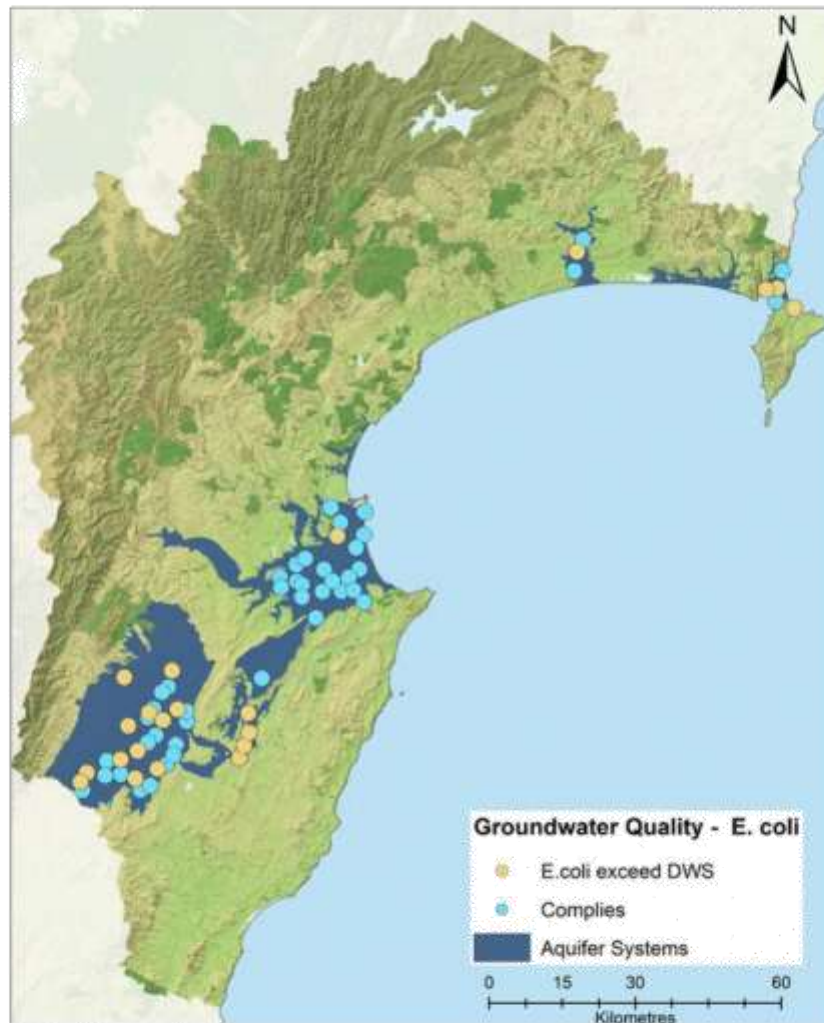 N
Groundwater Quality - E. coli
E.coli exceed DWS
Complies
Aquifer Systems
0 15 30 60
Kilometres